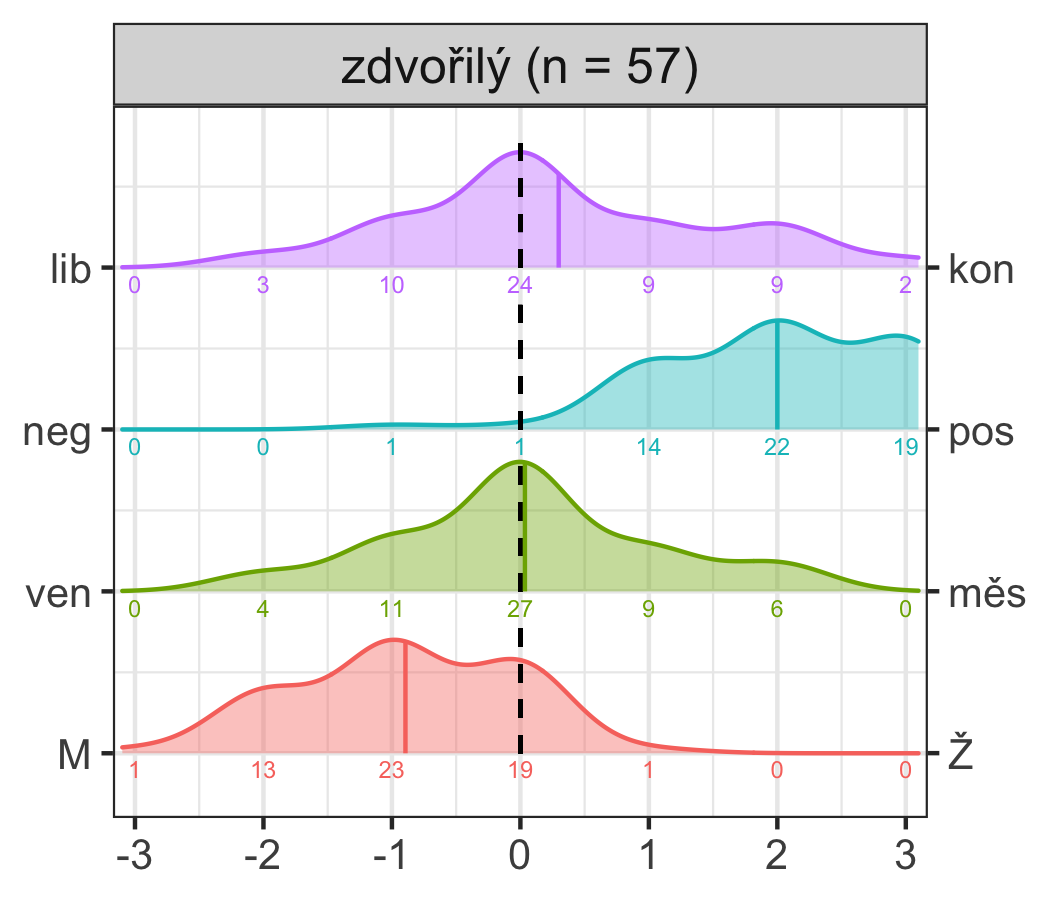 zdvořilý (n = 57)
lib kon
0 3 10 24 9 9 2
neg pos
0 0 1 1 14 22 19
ven měs
0 4 11 27 9 6 0
M Ž
1 13 23 19 1 0 0
-3 -2 -1 0 1 2 3